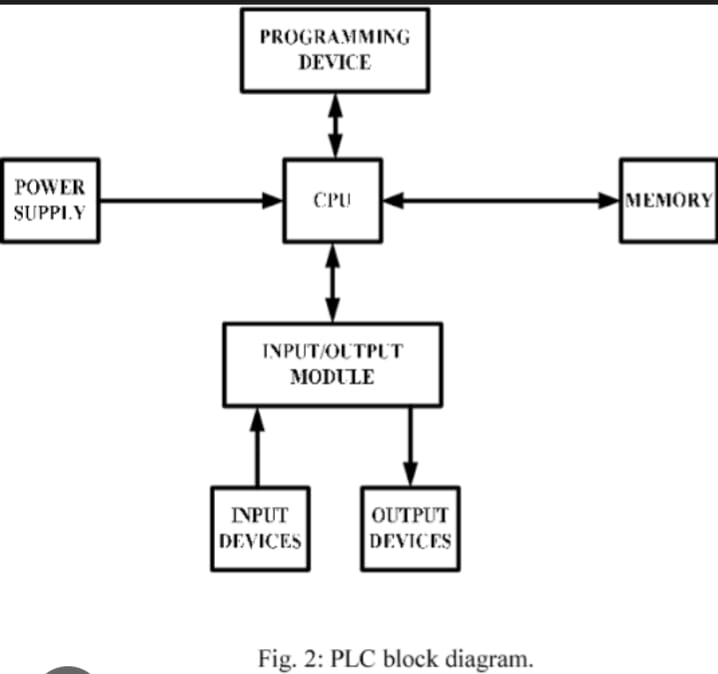 PROGRAMMING
DEVICE
POWER
SUPPLY
CPU
MEMORY
INPUT/OUTPUT
MODULE
INPUT
DEVICES
OUTPUT
DEVICES
Fig. 2: PLC block diagram.